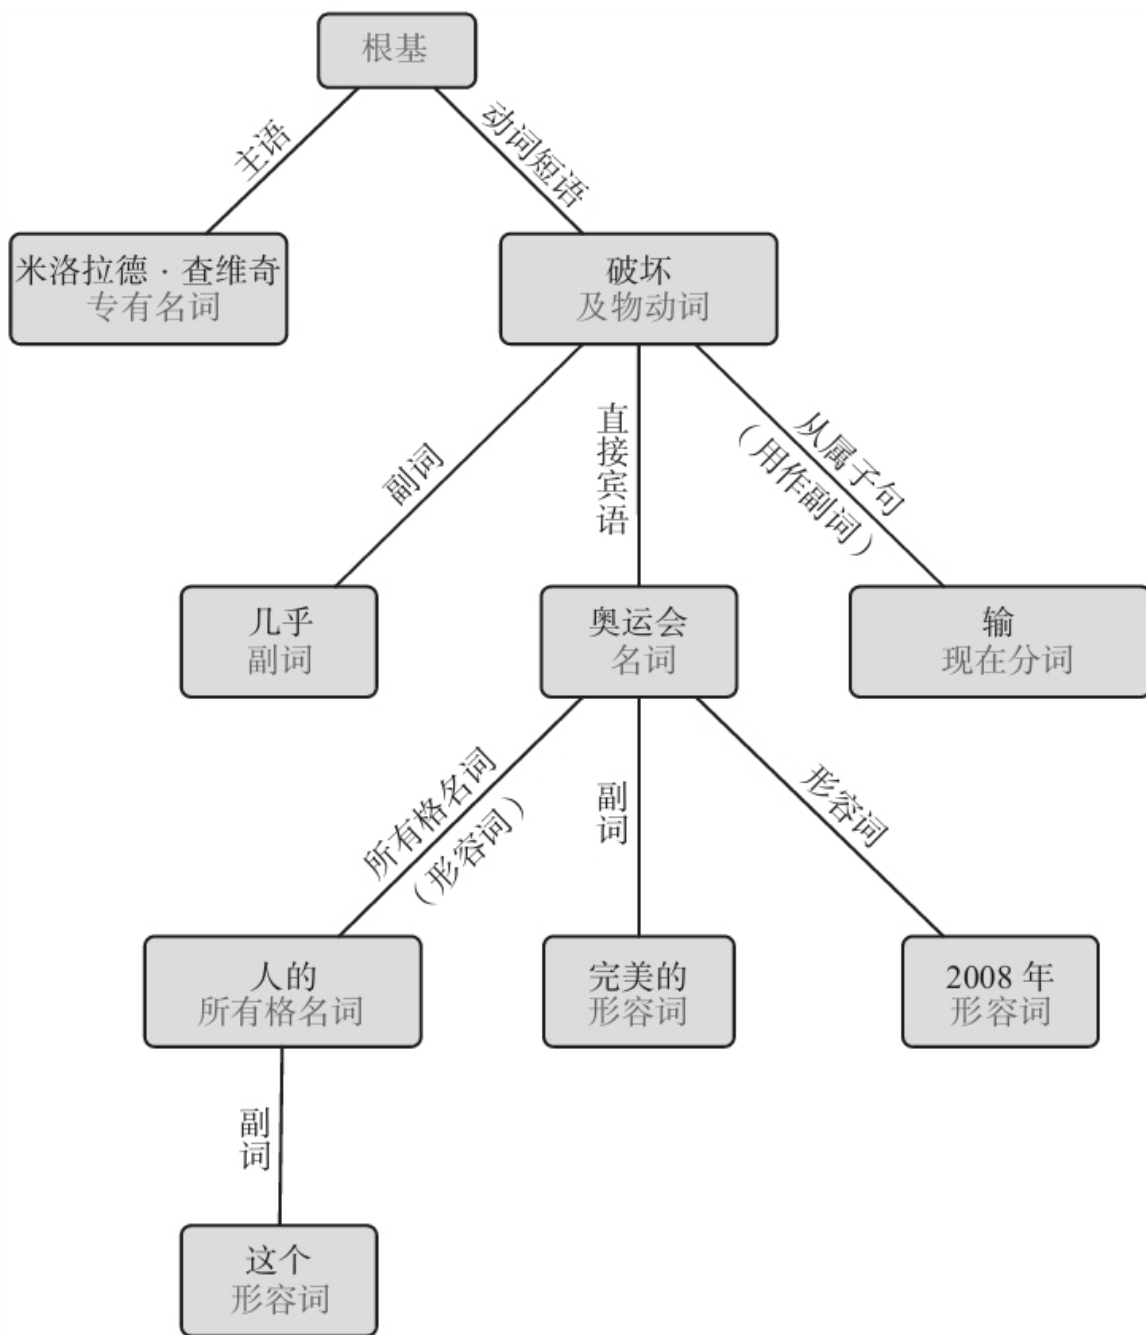 根基
主语
动词短语
米洛拉德·查维奇
专有名词
破坏
及物动词
副词
直接宾语
从属子句
（用作副词）
几乎
副词
奥运会
名词
输
现在分词
所有格名词
（形容词）
副词
形容词
人的
所有格名词
完美的
形容词
2008 年
形容词
副词
这个
形容词